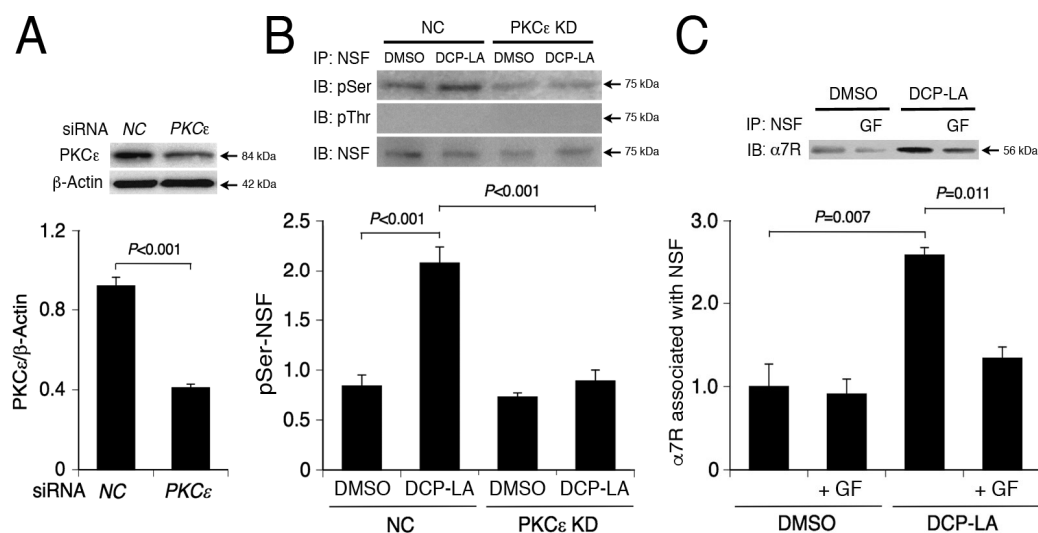 A
siRNA NC PKCε
PKCε 84 kDa
β-Actin 42 kDa
PKCε/β-Actin
1.2
0.8
0.4
0
P<0.001
siRNA NC PKCε
B
NC PKCε KD
IP: NSF DMSO DCP-LA DMSO DCP-LA
IB: pSer 75 kDa
IB: pThr 75 kDa
IB: NSF 75 kDa
pSer-NSF
2.5
2.0
1.5
1.0
0.5
0
P<0.001
P<0.001
DMSO DCP-LA DMSO DCP-LA
NC PKCε KD
C
DMSO DCP-LA
IP: NSF GF GF
IB: α7R 56 kDa
α7R associated with NSF
3.0
2.0
1.0
0
P=0.007
P=0.011
+ GF + GF
DMSO DCP-LA